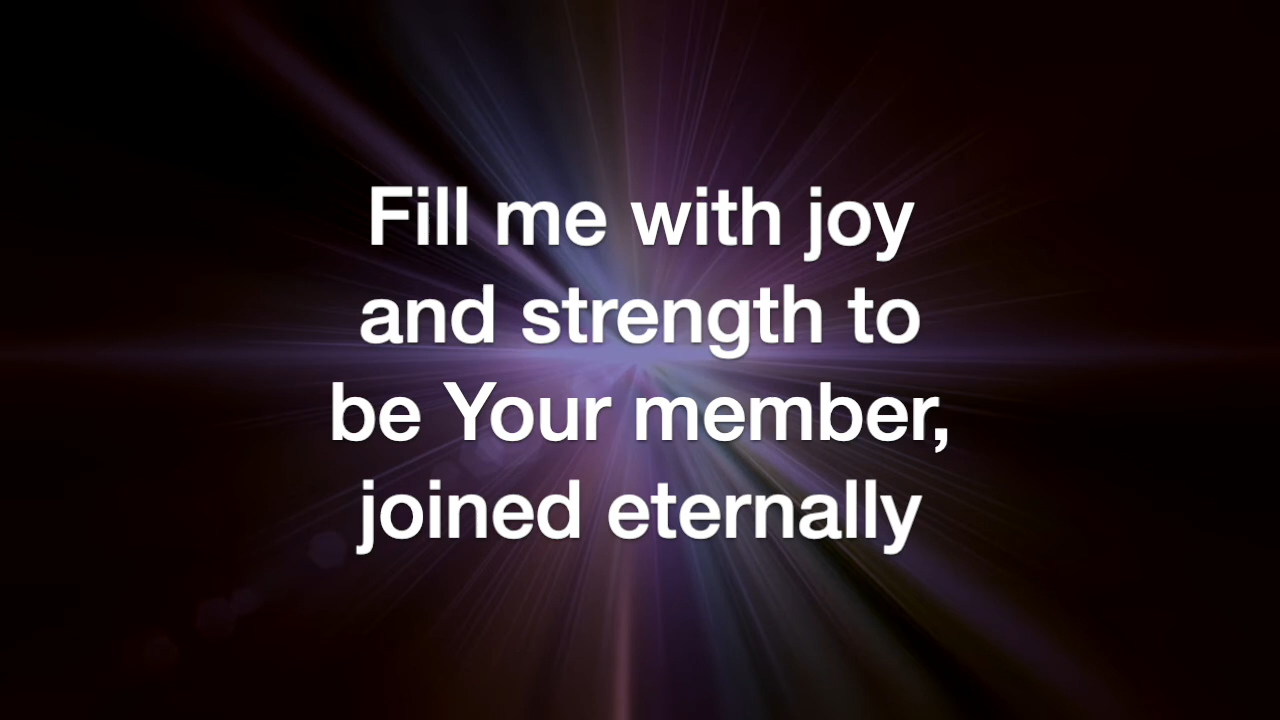 Fill me with joy
and strength to
be Your member,
joined eternally